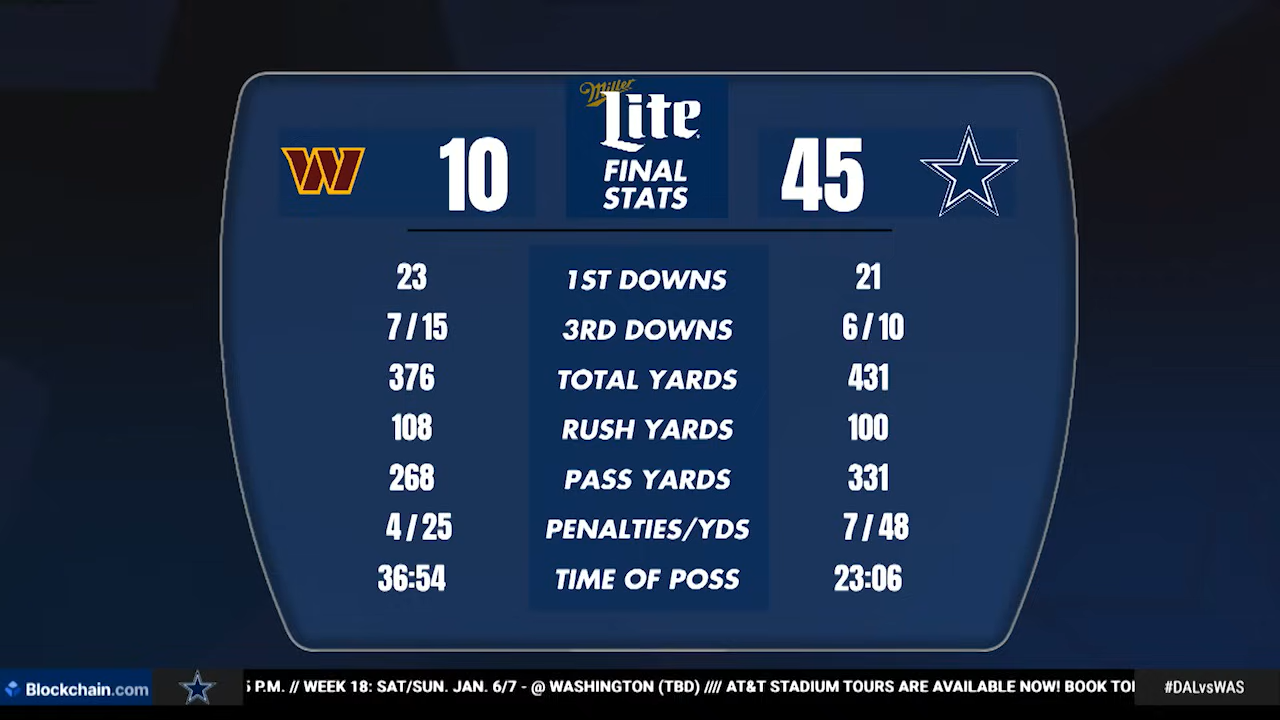 Miller
Lite
FINAL
STATS
W 10 45
23 1ST DOWNS 21
7 / 15 3RD DOWNS 6 / 10
376 TOTAL YARDS 431
108 RUSH YARDS 100
268 PASS YARDS 331
4 / 25 PENALTIES/YDS 7 / 48
36:54 TIME OF POSS 23:06
Blockchain.com P.M. // WEEK 18: SAT/SUN. JAN. 6/7 - @ WASHINGTON (TBD) //// AT&T STADIUM TOURS ARE AVAILABLE NOW! BOOK #DALvsWAS